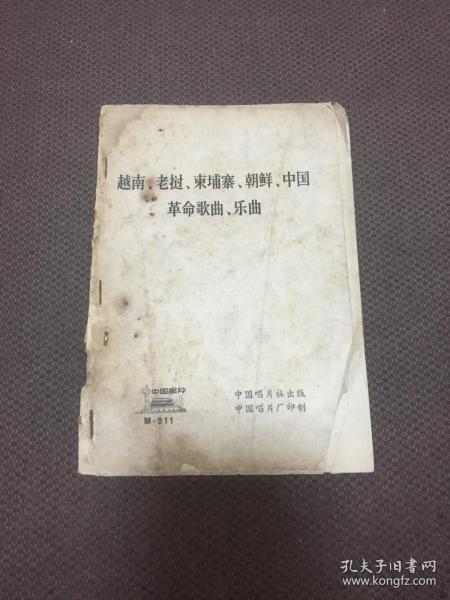 越南、老挝、柬埔寨、朝鲜、中国
革命歌曲、乐曲
中国唱片
M-911
中国唱片社出版
中国唱片厂印制
孔夫子旧书网
www.kongfz.com